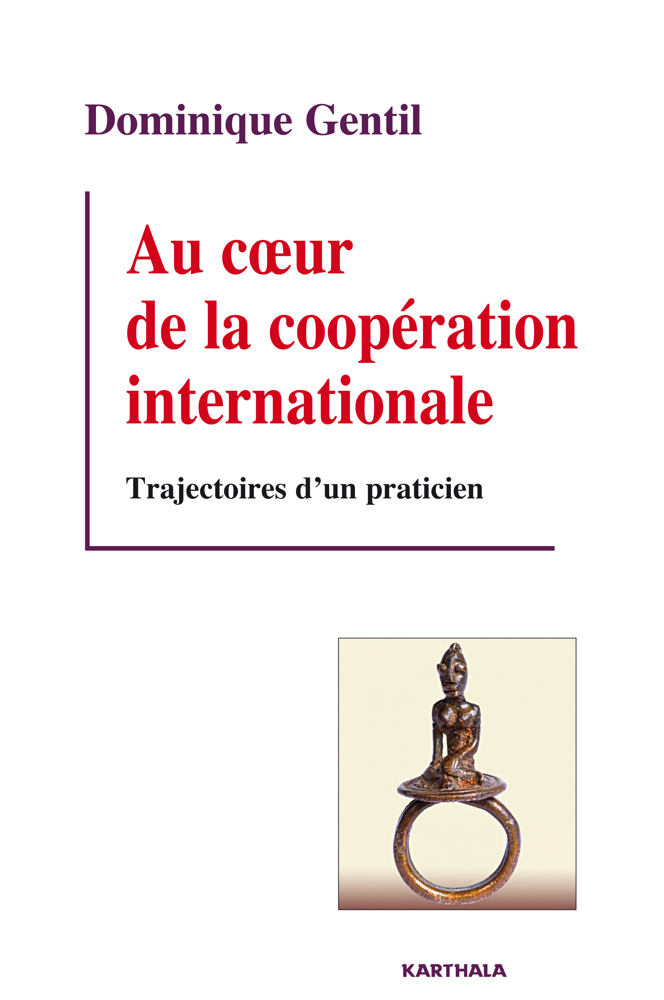 Dominique Gentil
Au cœur
de la coopération
internationale
Trajectoires d’un praticien
KARTHALA